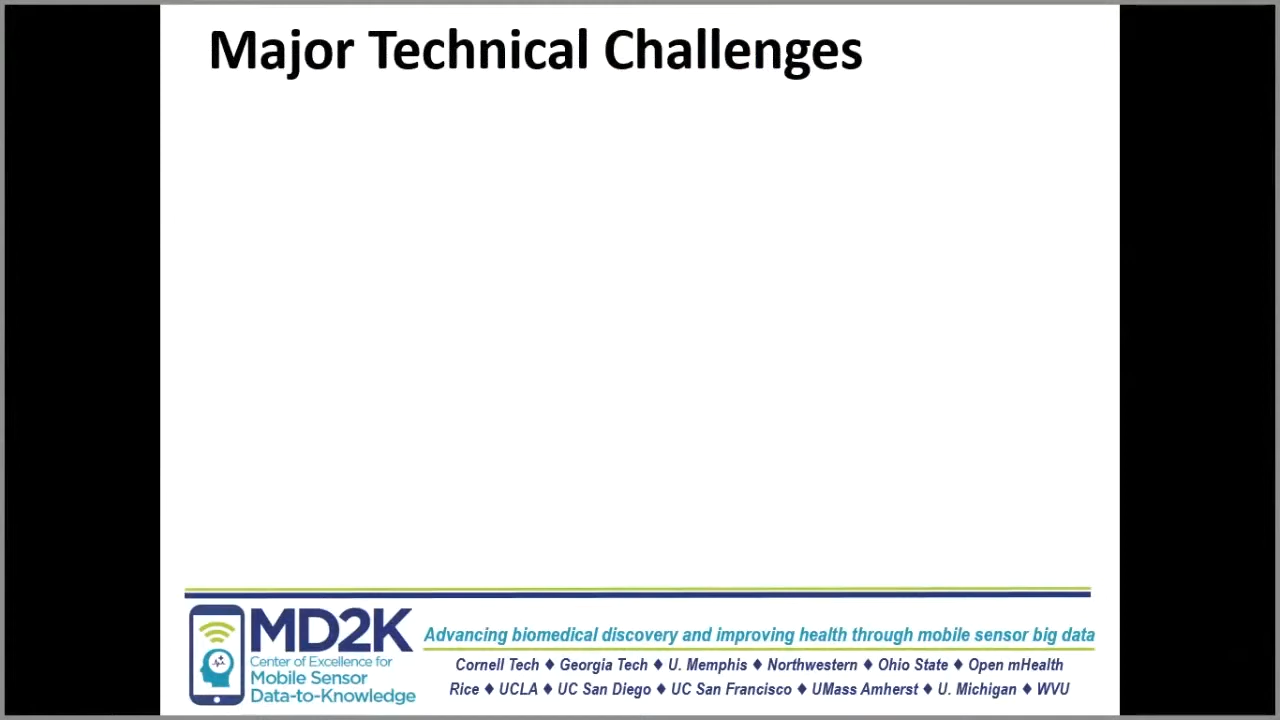 Major Technical Challenges
MD2K
Center of Excellence for
Mobile Sensor
Data-to-Knowledge
Advancing biomedical discovery and improving health through mobile sensor big data
Cornell Tech ♦ Georgia Tech ♦ U. Memphis ♦ Northwestern ♦ Ohio State ♦ Open mHealth
Rice ♦ UCLA ♦ UC San Diego ♦ UC San Francisco ♦ UMass Amherst ♦ U. Michigan ♦ WVU